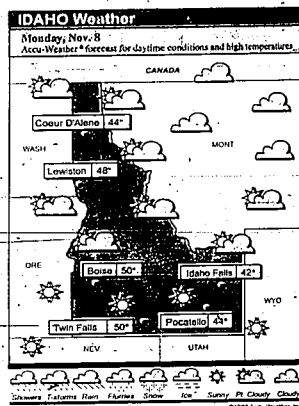 IDAHO Weather
Monday, Nov. 8
Accu-Weather® forecast for daytime conditions and high temperatures
CANADA
Coeur D'Alene 44°
WASH
MONT
Lewiston 48°
ORE
Boise 50°
Idaho Falls 42°
WYO
Twin Falls 50°
Pocatello 44°
NEV
UTAH
Showers T-storms Rain Flurries Snow Ice Sunny Pt. Cloudy Cloudy